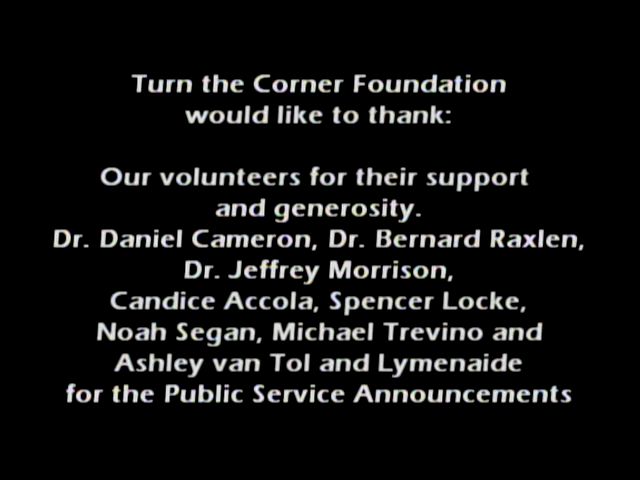 Turn the Corner Foundation
would like to thank:
Our volunteers for their support
and generosity.
Dr. Daniel Cameron, Dr. Bernard Raxlen,
Dr. Jeffrey Morrison,
Candice Accola, Spencer Locke,
Noah Segan, Michael Trevino and
Ashley van Tol and Lymenaide
for the Public Service Announcements